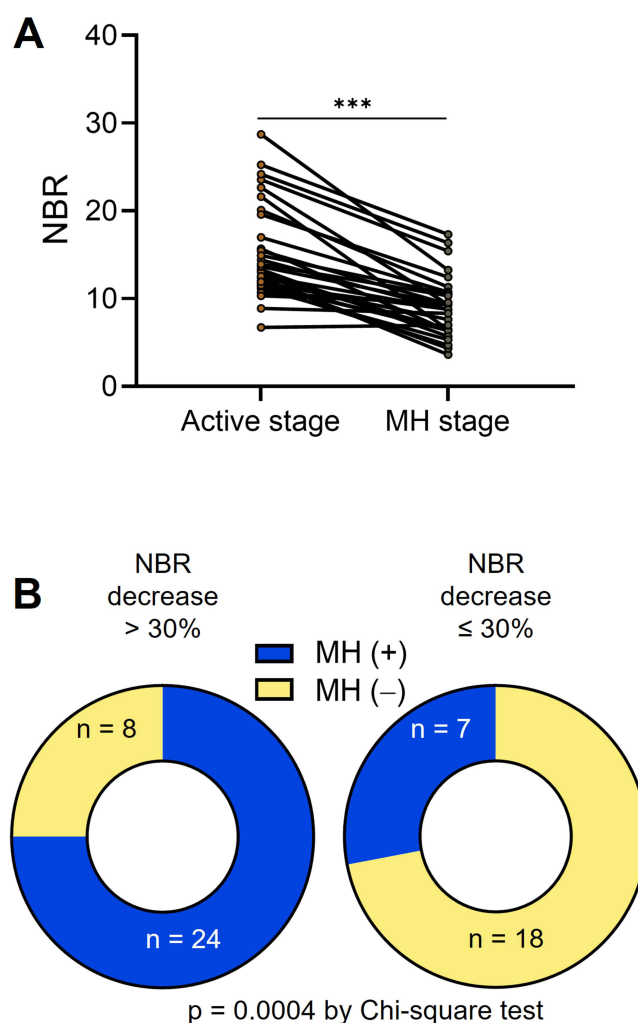 A
40
30
20
10
0
NBR
***
Active stage
MH stage
B
NBR
decrease
> 30%
NBR
decrease
≤ 30%
MH (+)
MH (–)
n = 8
n = 24
n = 7
n = 18
p = 0.0004 by Chi-square test